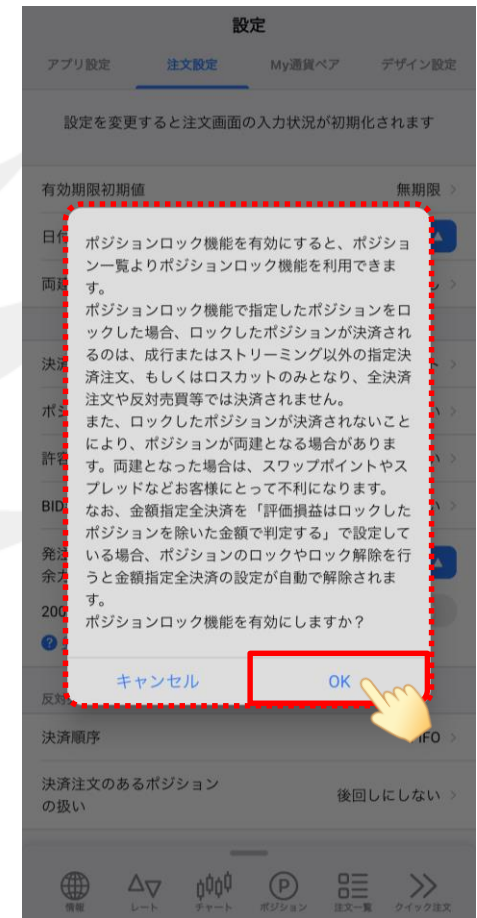 設定
アプリ設定
注文設定
My通貨ペア
デザイン設定
設定を変更すると注文画面の入力状況が初期化されます
有効期限初期値
無期限
日付
両建
ポジションロック機能を有効にすると、ポジショ
ン一覧よりポジションロック機能を利用できま
す。
ポジションロック機能で指定したポジションをロ
ックした場合、ロックしたポジションが決済され
るのは、成行またはストリーミング以外の指定決
済注文、もしくはロスカットのみとなり、全決済
注文や反対売買等では決済されません。
また、ロックしたポジションが決済されないこと
により、ポジションが両建となる場合がありま
す。両建となった場合は、スワップポイントやス
プレッドなどお客様にとって不利になります。
なお、金額指定全決済を「評価損益はロックした
ポジションを除いた金額で判定する」で設定して
いる場合、ポジションのロックやロック解除を行
うと金額指定全決済の設定が自動で解除されま
す。
ポジションロック機能を有効にしますか？
キャンセル
OK
決済
ポジ
許容
BID
発注
余力
200
反対
決済順序
FIFO
決済注文のあるポジション
の扱い
後回しにしない
情報
レート
チャート
ポジション
注文一覧
クイック注文